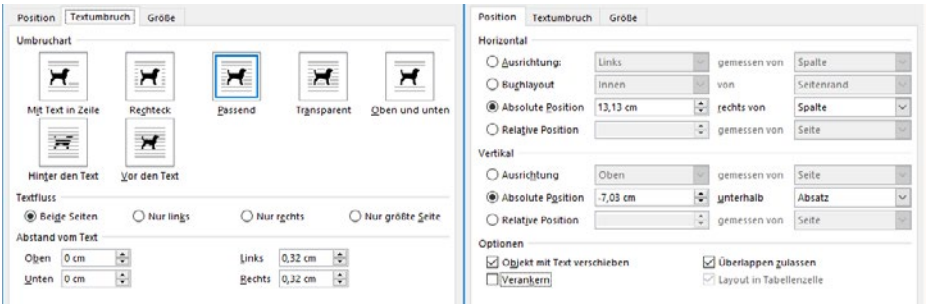 Position Textumbruch Größe
Umbruchart
Mit Text in Zeile Rechteck Passend Transparent Oben und unten
Hinter den Text Vor den Text
Textfluss
Beide Seiten Nur links Nur rechts Nur größte Seite
Abstand vom Text
Oben 0 cm Links 0,32 cm
Unten 0 cm Rechts 0,32 cm
Position Textumbruch Größe
Horizontal
Ausrichtung: Links gemessen von Spalte
Buchlayout Innen von Seitenrand
Absolute Position 13,13 cm rechts von Spalte
Relative Position gemessen von Seite
Vertikal
Ausrichtung Oben gemessen von Seite
Absolute Position -7,03 cm unterhalb Absatz
Relative Position gemessen von Seite
Optionen
Objekt mit Text verschieben Überlappen zulassen
Verankern Layout in Tabellenzelle